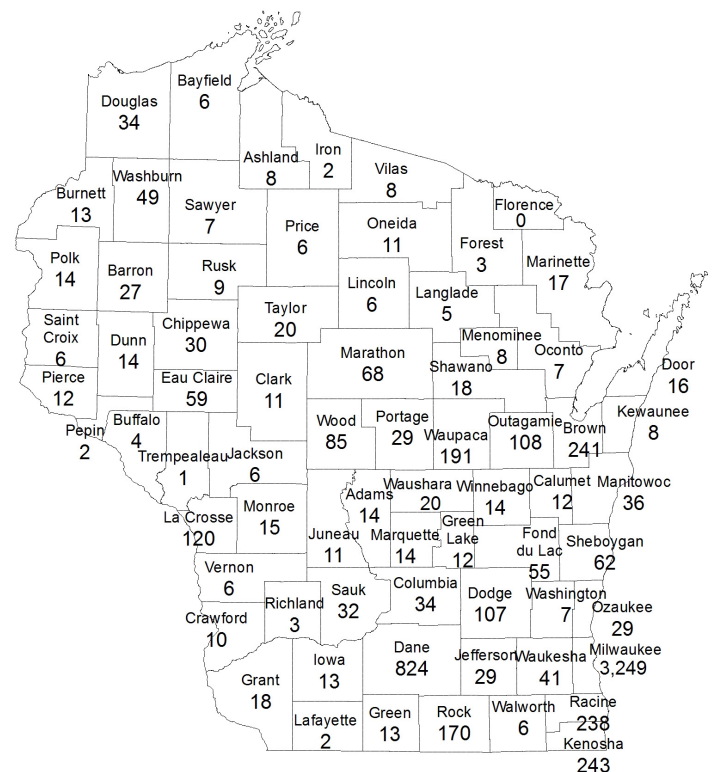 Bayfield
6
Douglas
34
Ashland
8
Iron
2
Vilas
8
Washburn
49
Burnett
13
Sawyer
7
Price
6
Oneida
11
Florence
0
Forest
3
Marinette
17
Polk
14
Barron
27
Rusk
9
Lincoln
6
Langlade
5
Taylor
20
Saint
Croix
6
Dunn
14
Chippewa
30
Menominee
8
Oconto
7
Marathon
68
Shawano
18
Door
16
Pierce
12
Eau Claire
59
Clark
11
Pepin
2
Buffalo
4
Trempealeau
1
Jackson
6
Wood
85
Portage
29
Waupaca
191
Outagamie
108
Brown
241
Kewaunee
8
La Crosse
120
Monroe
15
Juneau
11
Adams
14
Waushara
20
Winnebago
14
Calumet
12
Manitowoc
36
Marquette
14
Green
Lake
12
Fond
du Lac
55
Sheboygan
62
Vernon
6
Crawford
10
Richland
3
Sauk
32
Columbia
34
Dodge
107
Washington
7
Ozaukee
29
Grant
18
Iowa
13
Dane
824
Jefferson
29
Waukesha
41
Milwaukee
3,249
Lafayette
2
Green
13
Rock
170
Walworth
6
Racine
238
Kenosha
243